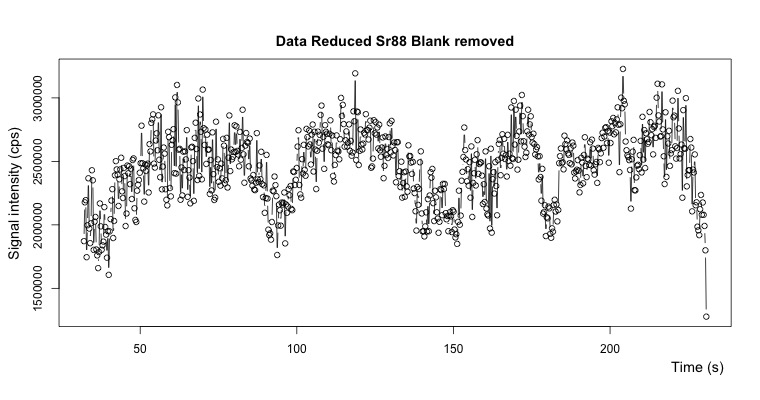 Data Reduced Sr88 Blank removed
Signal intensity (cps)
3000000
2500000
2000000
1500000
50 100 150 200
Time (s)